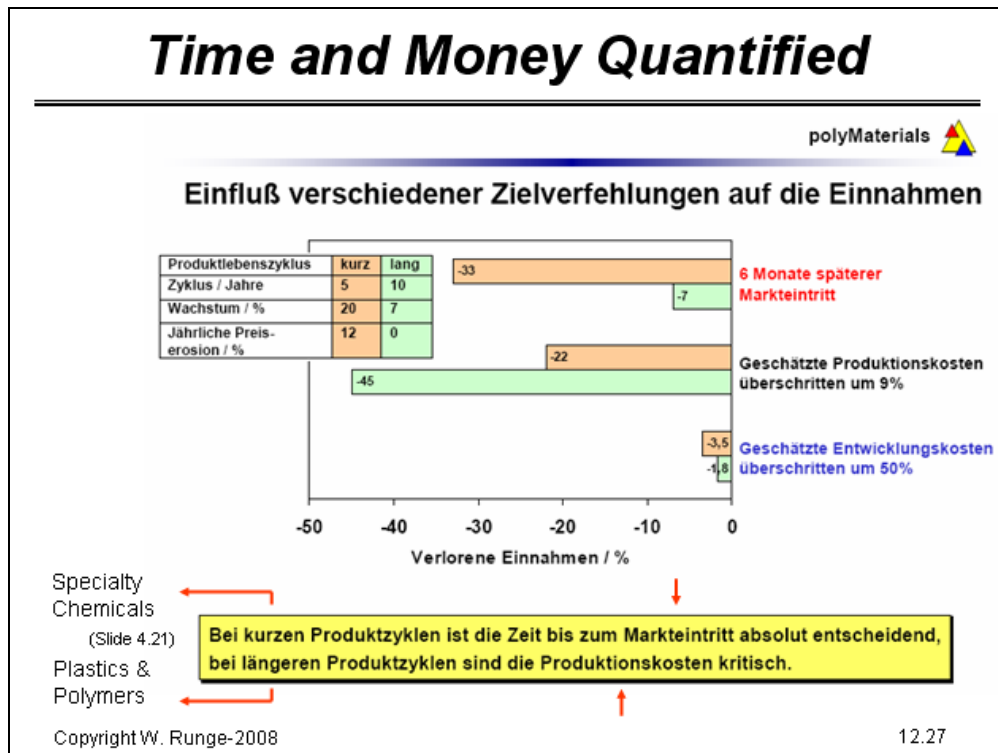 Time and Money Quantified
polyMaterials
Einfluß verschiedener Zielverfehlungen auf die Einnahmen
Produktlebenszyklus kurz lang
Zyklus / Jahre 5 10
Wachstum / % 20 7
Jährliche Preis-
erosion / % 12 0
-33
-7
6 Monate späterer
Markteintritt
-22
-45
Geschätzte Produktionskosten
überschritten um 9%
-3,5
-1,8
Geschätzte Entwicklungskosten
überschritten um 50%
-50 -40 -30 -20 -10 0
Verlorene Einnahmen / %
Specialty
Chemicals
(Slide 4.21)
Plastics &
Polymers
Bei kurzen Produktzyklen ist die Zeit bis zum Markteintritt absolut entscheidend,
bei längeren Produktzyklen sind die Produktionskosten kritisch.
Copyright W. Runge-2008
12.27